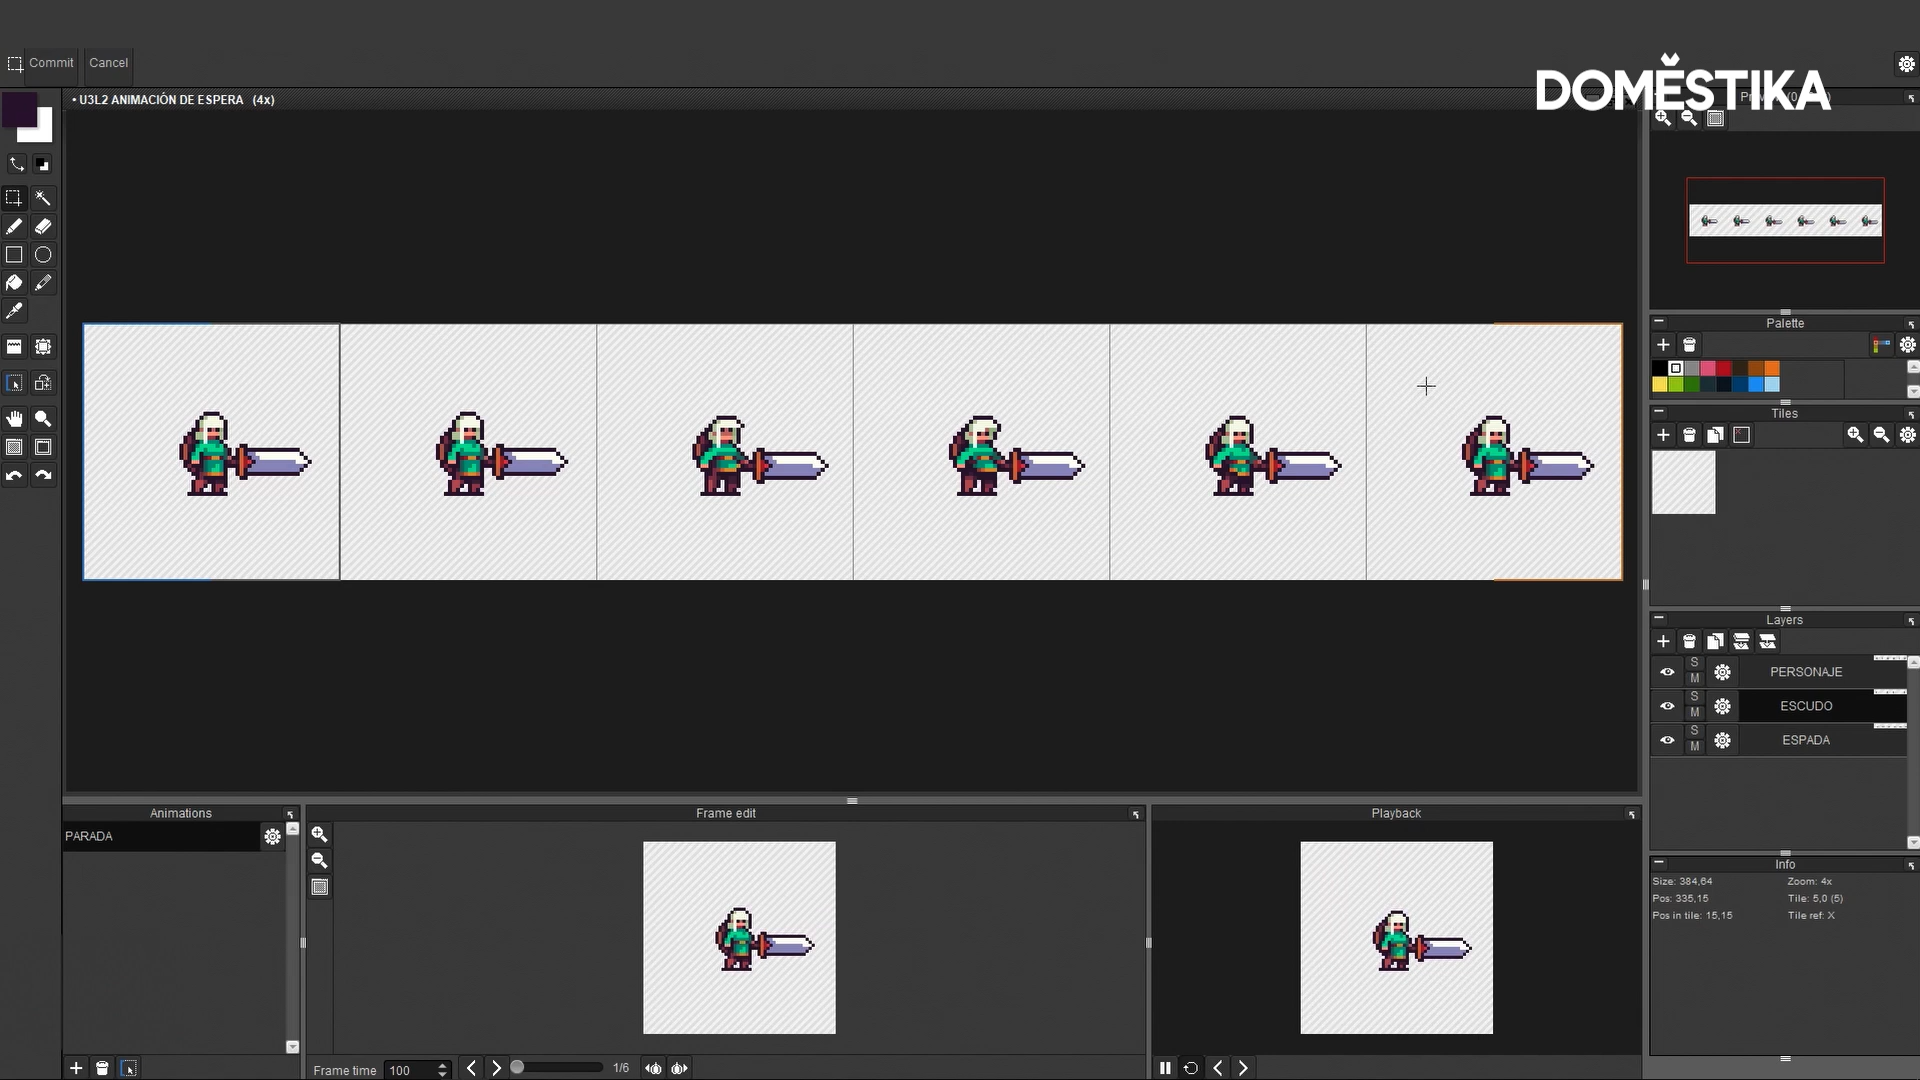 Commit Cancel
DOMĚSTIKA
• U3L2 ANIMACIÓN DE ESPERA (4x)
Palette
Tiles
Layers
S
M
PERSONAJE
S
M
ESCUDO
S
M
ESPADA
Animations
Frame edit
Playback
PARADA
Info
Size: 384,64 Zoom: 4x
Pos: 335,15 Tile: 5,0 (5)
Pos in tile: 15,15 Tile ref: X
Frame time 100 1/6